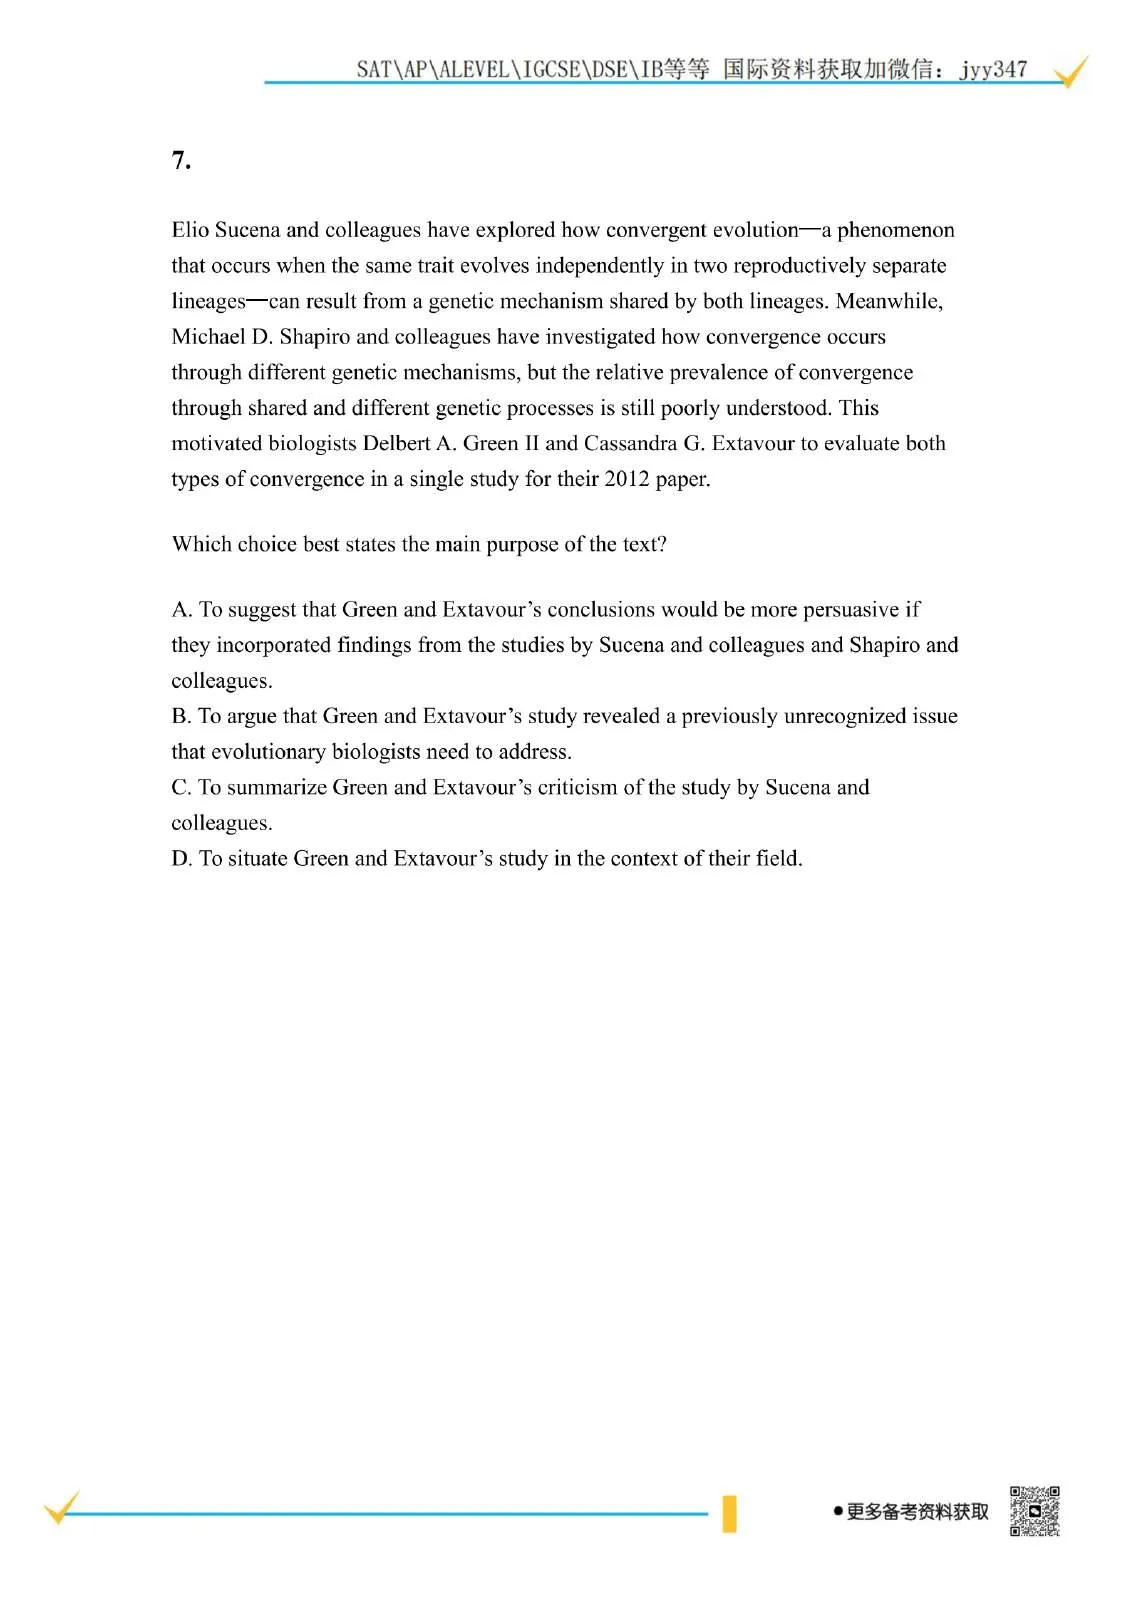 SAT\AP\ALEVEL\IGCSE\DSE\IB等等 国际资料获取加微信：jyy347
7.
Elio Sucena and colleagues have explored how convergent evolution—a phenomenon
that occurs when the same trait evolves independently in two reproductively separate
lineages—can result from a genetic mechanism shared by both lineages. Meanwhile,
Michael D. Shapiro and colleagues have investigated how convergence occurs
through different genetic mechanisms, but the relative prevalence of convergence
through shared and different genetic processes is still poorly understood. This
motivated biologists Delbert A. Green II and Cassandra G. Extavour to evaluate both
types of convergence in a single study for their 2012 paper.
Which choice best states the main purpose of the text?
A. To suggest that Green and Extavour’s conclusions would be more persuasive if
they incorporated findings from the studies by Sucena and colleagues and Shapiro and
colleagues.
B. To argue that Green and Extavour’s study revealed a previously unrecognized issue
that evolutionary biologists need to address.
C. To summarize Green and Extavour’s criticism of the study by Sucena and
colleagues.
D. To situate Green and Extavour’s study in the context of their field.
●更多备考资料获取